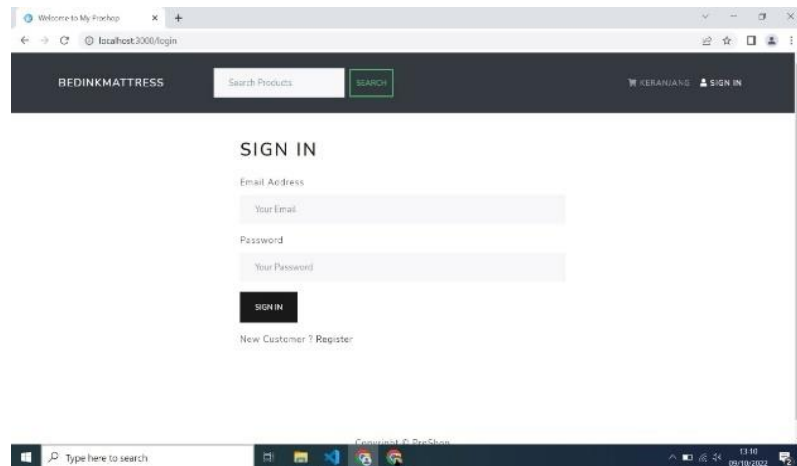 Welcome to My Proshop
localhost:3000/login
BEDINKMATTRESS
Search Products
SEARCH
KERANJANG
SIGN IN
SIGN IN
Email Address
Your Email
Password
Your Password
SIGN IN
New Customer ? Register
Copyright © ProShop
Type here to search
13:10
09/10/2022